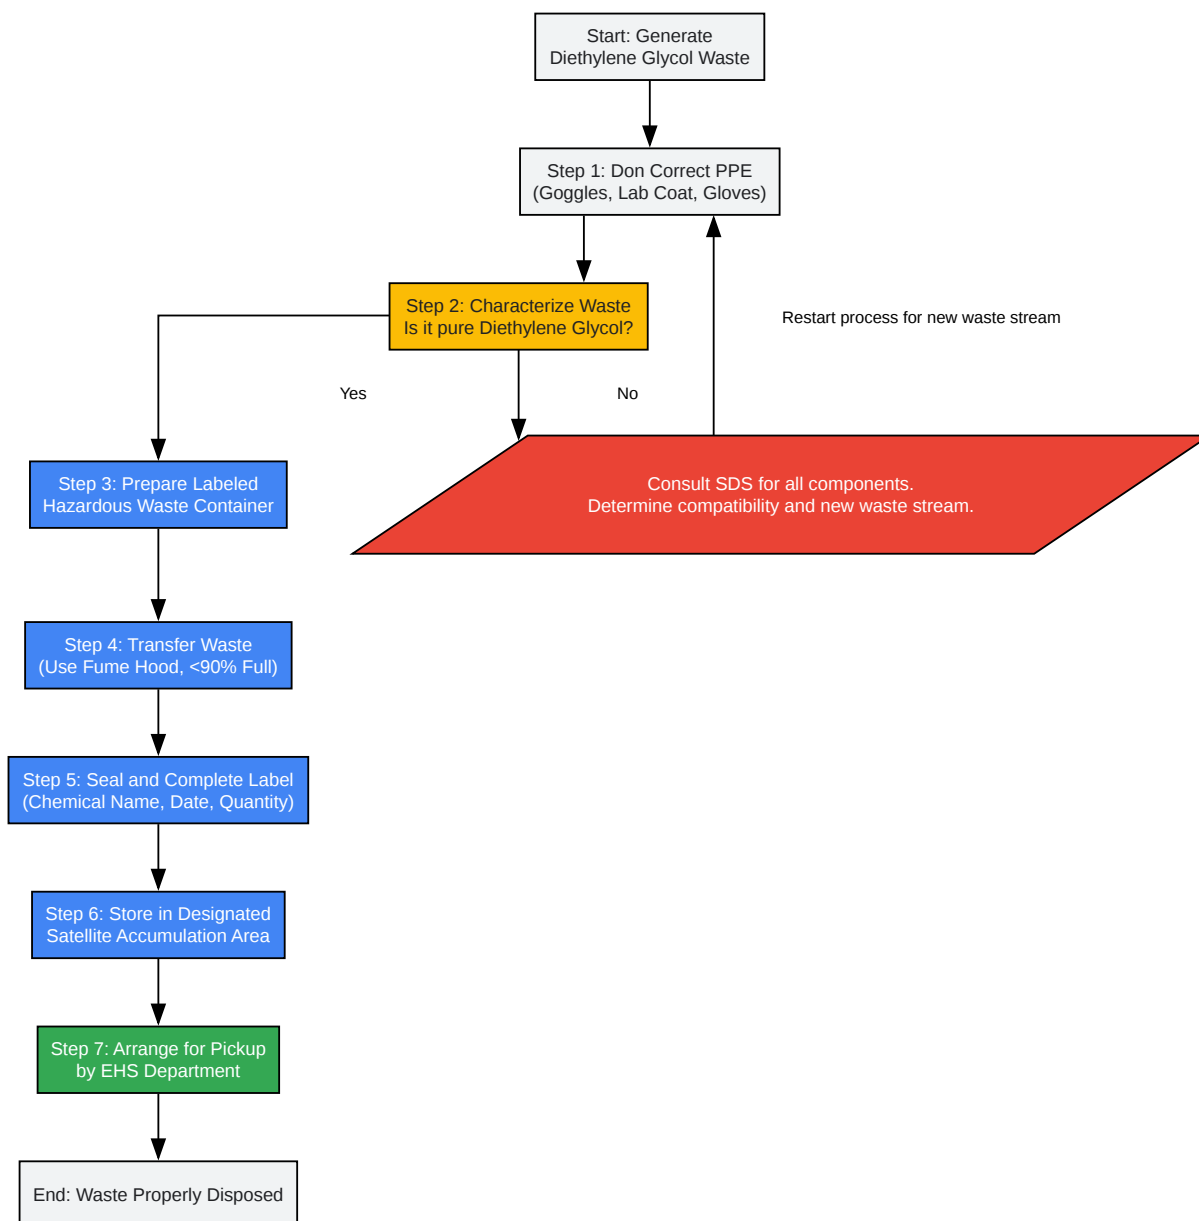 Start: Generate
Diethylene Glycol Waste
Step 1: Don Correct PPE
(Goggles, Lab Coat, Gloves)
Step 2: Characterize Waste
Is it pure Diethylene Glycol?
Restart process for new waste stream
Yes
No
Step 3: Prepare Labeled
Hazardous Waste Container
Consult SDS for all components.
Determine compatibility and new waste stream.
Step 4: Transfer Waste
(Use Fume Hood, <90% Full)
Step 5: Seal and Complete Label
(Chemical Name, Date, Quantity)
Step 6: Store in Designated
Satellite Accumulation Area
Step 7: Arrange for Pickup
by EHS Department
End: Waste Properly Disposed